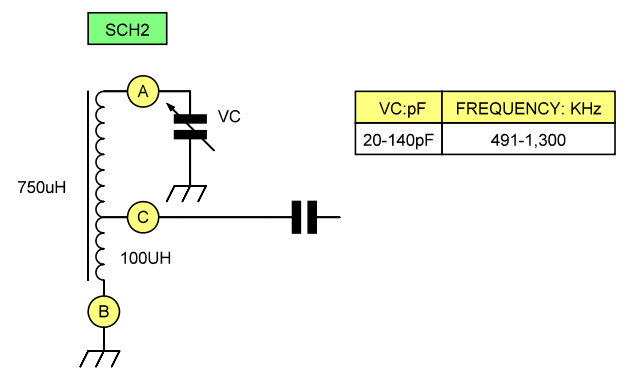 SCH2
A
VC
VC:pF FREQUENCY: KHz
20-140pF 491-1,300
750uH
C
100UH
B